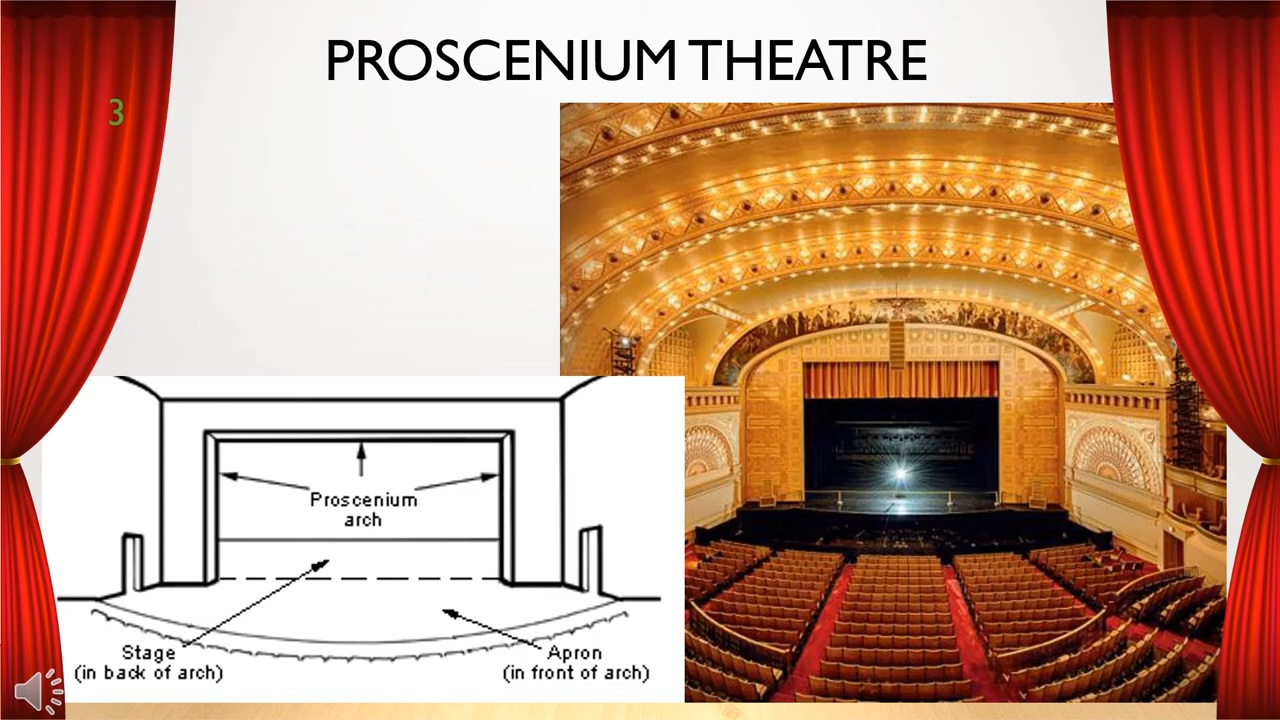 PROSCENIUM THEATRE
3
Proscenium
arch
Stage
(in back of arch)
Apron
(in front of arch)